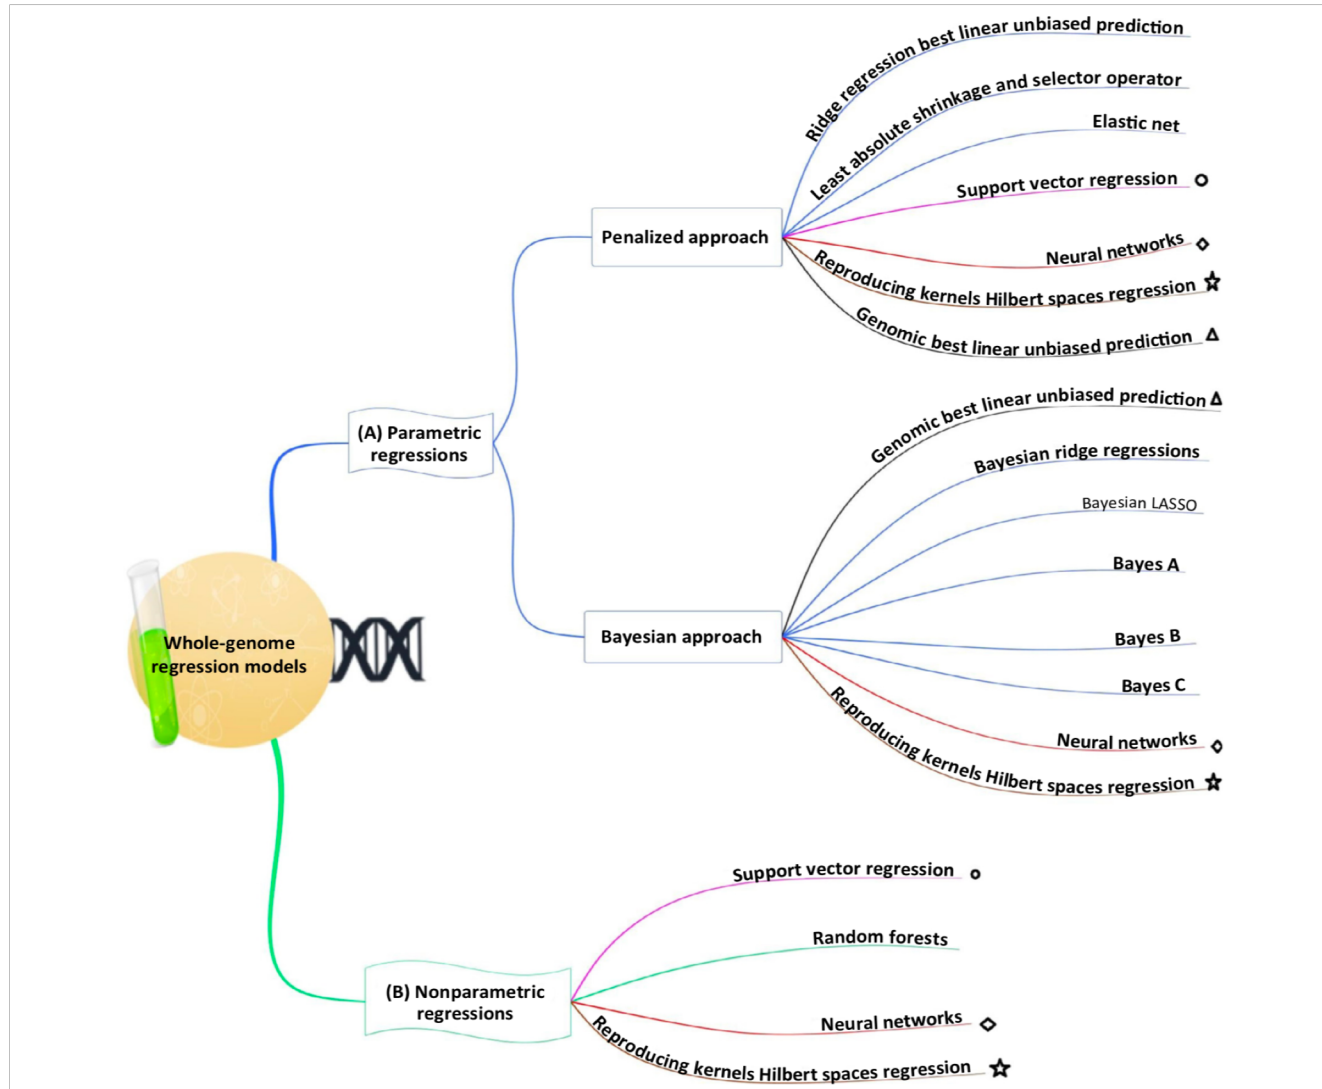 Ridge regression best linear unbiased prediction
Least absolute shrinkage and selector operator
Elastic net
Support vector regression
Penalized approach
Neural networks
Reproducing kernels Hilbert spaces regression
Genomic best linear unbiased prediction
(A) Parametric
regressions
Genomic best linear unbiased prediction
Bayesian ridge regressions
Bayesian LASSO
Bayes A
Bayesian approach
Bayes B
Bayes C
Neural networks
Reproducing kernels Hilbert spaces regression
Whole-genome
regression models
Support vector regression
Random forests
(B) Nonparametric
regressions
Neural networks
Reproducing kernels Hilbert spaces regression